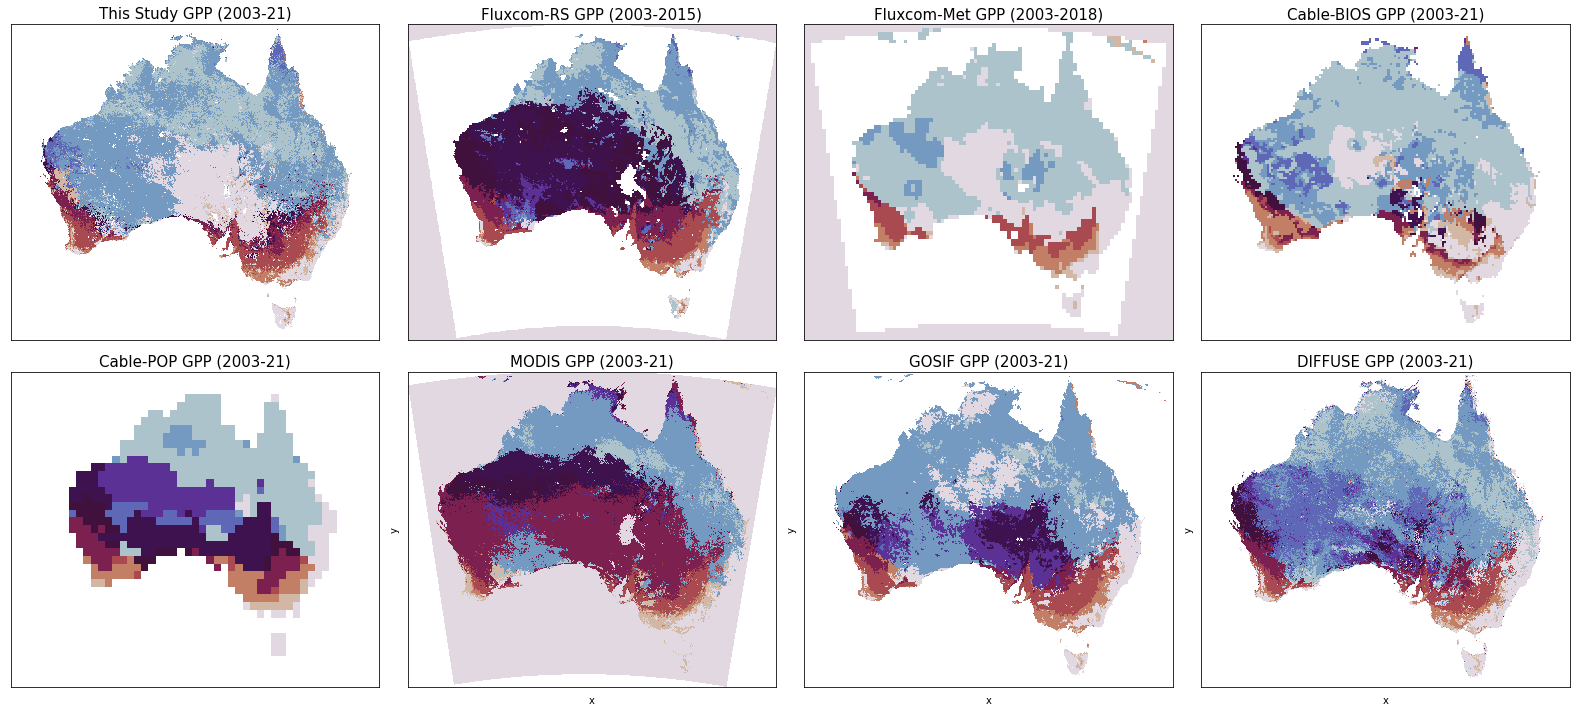 This Study GPP (2003-21)
Fluxcom-RS GPP (2003-2015)
Fluxcom-Met GPP (2003-2018)
Cable-BIOS GPP (2003-21)
Cable-POP GPP (2003-21)
MODIS GPP (2003-21)
GOSIF GPP (2003-21)
DIFFUSE GPP (2003-21)
y
y
y
x
x
x